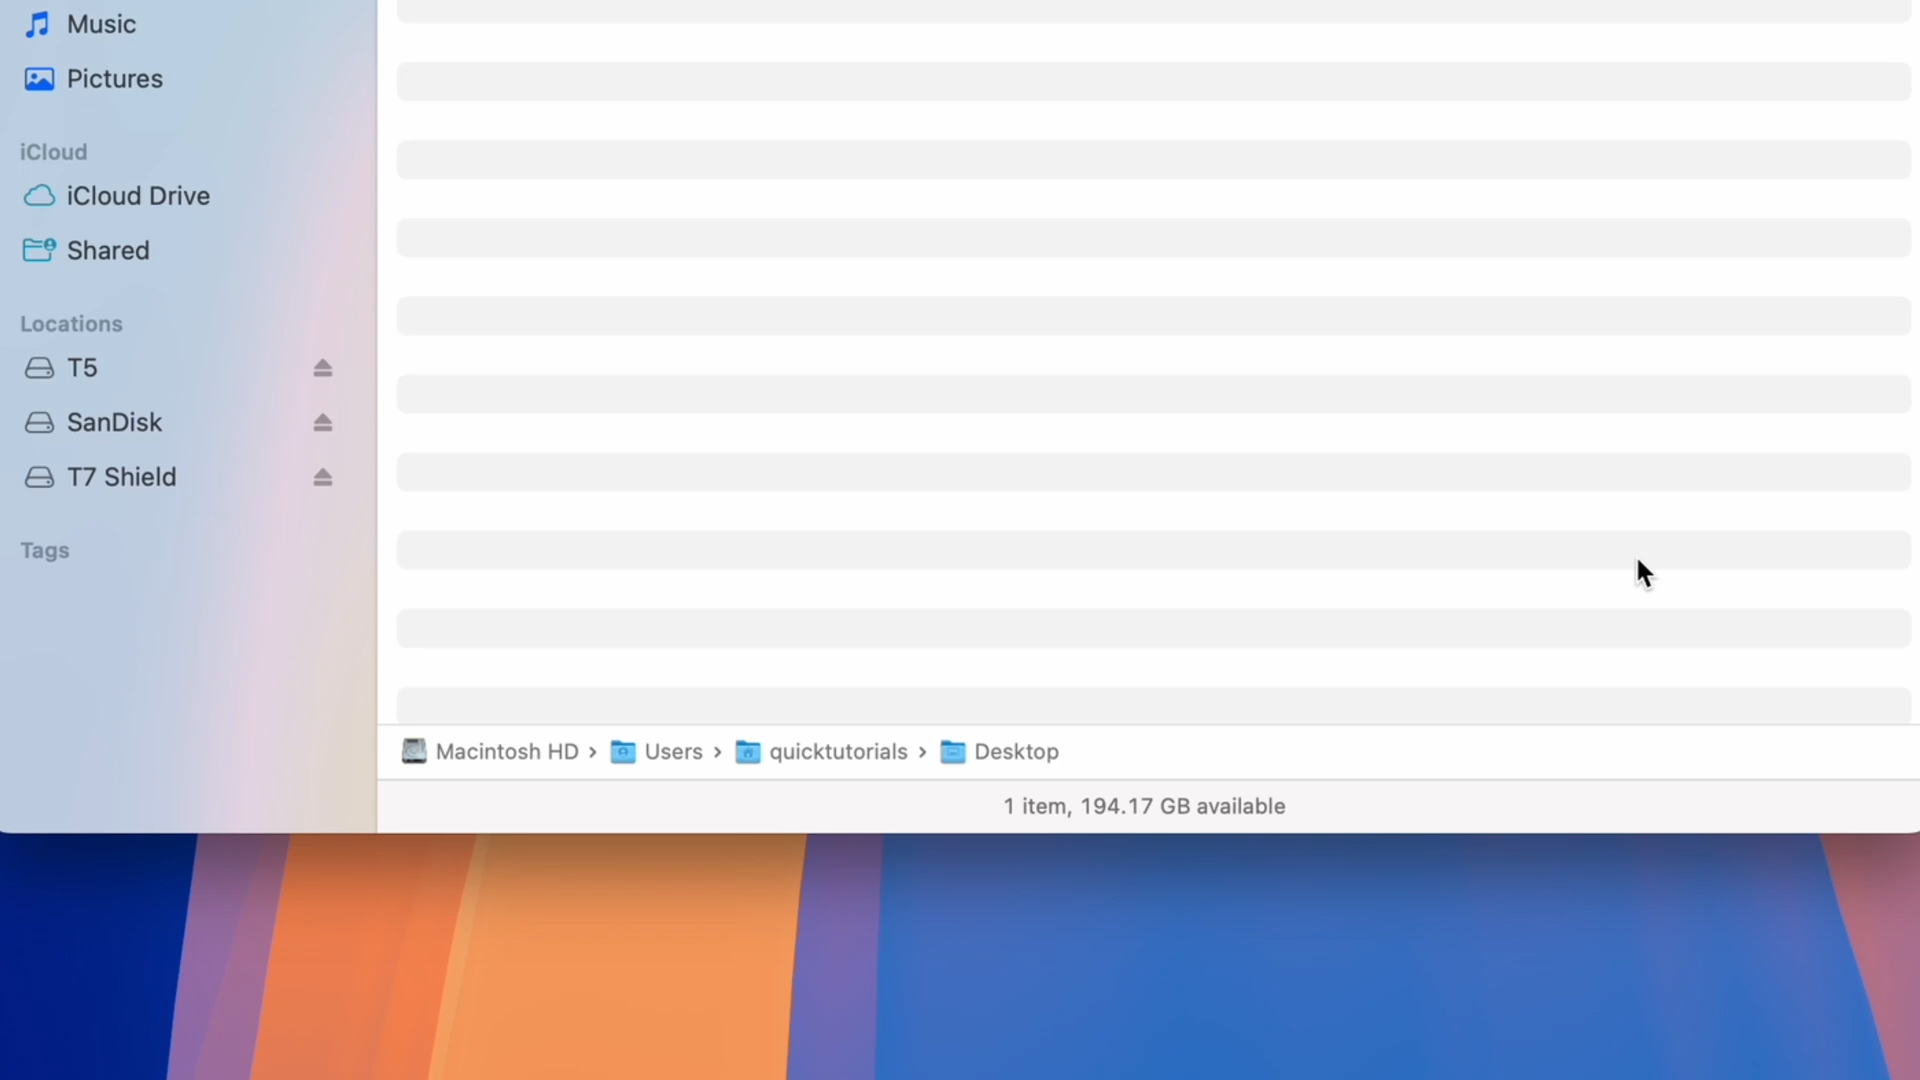 Music
Pictures
iCloud
iCloud Drive
Shared
Locations
T5
SanDisk
T7 Shield
Tags
Macintosh HD › Users › quicktutorials › Desktop
1 item, 194.17 GB available